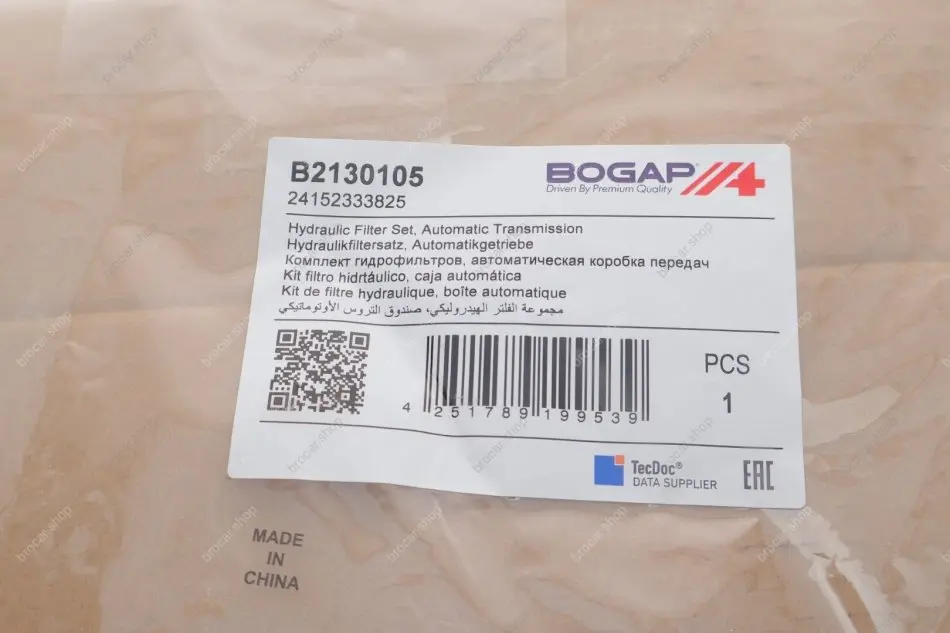 B2130105
24152333825
BOGAP
Driven By Premium Quality
Hydraulic Filter Set, Automatic Transmission
Hydraulikfiltersatz, Automatikgetriebe
Комплект гидрофильтров, автоматическая коробка передач
Kit filtro hidrtáulico, caja automática
Kit de filtre hydraulique, boîte automatique
مجموعة الفلتر الهيدروليكي، صندوق التروس الأوتوماتيكي
4 251789 199539
PCS
1
TecDoc®
DATA SUPPLIER
EAC
MADE
IN
CHINA
brocar.shop